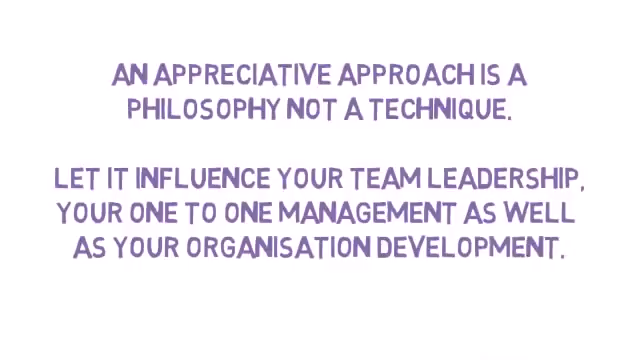 AN APPRECIATIVE APPROACH IS A
PHILOSOPHY NOT A TECHNIQUE.
LET IT INFLUENCE YOUR TEAM LEADERSHIP,
YOUR ONE TO ONE MANAGEMENT AS WELL
AS YOUR ORGANISATION DEVELOPMENT.